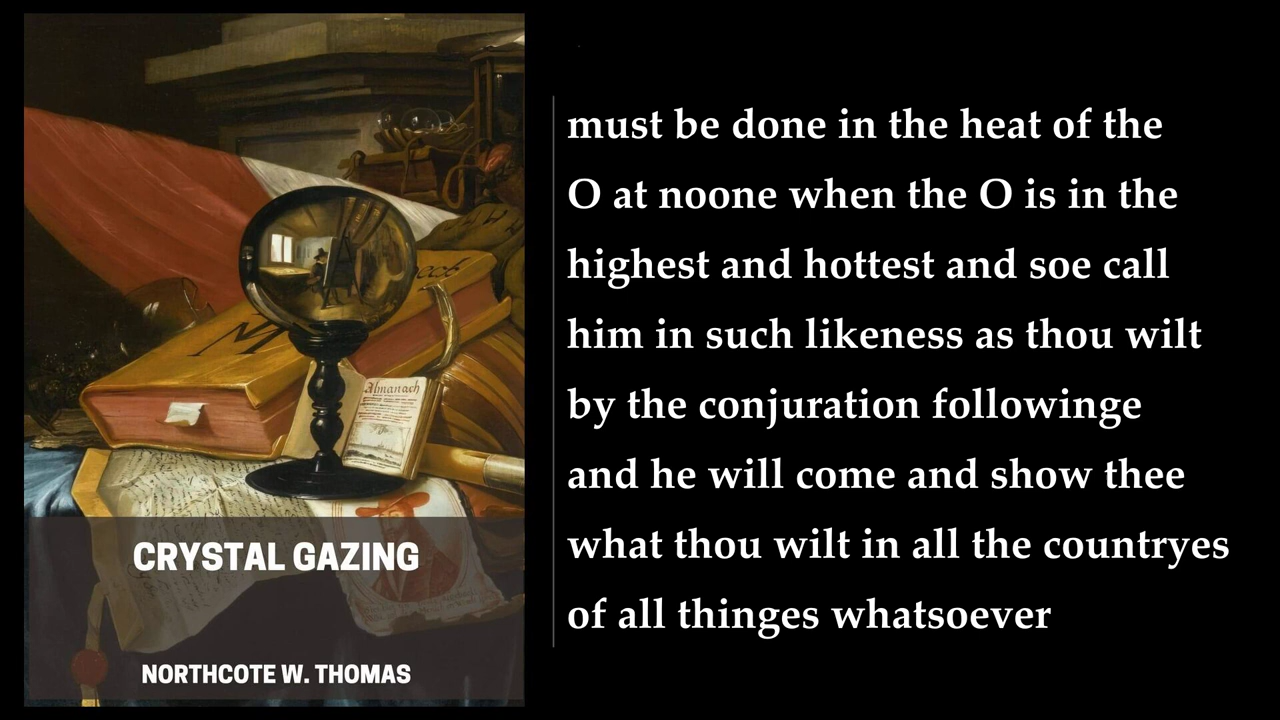 must be done in the heat of the
O at noone when the O is in the
highest and hottest and soe call
him in such likeness as thou wilt
by the conjuration followinge
and he will come and show thee
what thou wilt in all the countryes
of all thinges whatsoever
M
Almanach
CRYSTAL GAZING
NORTHCOTE W. THOMAS